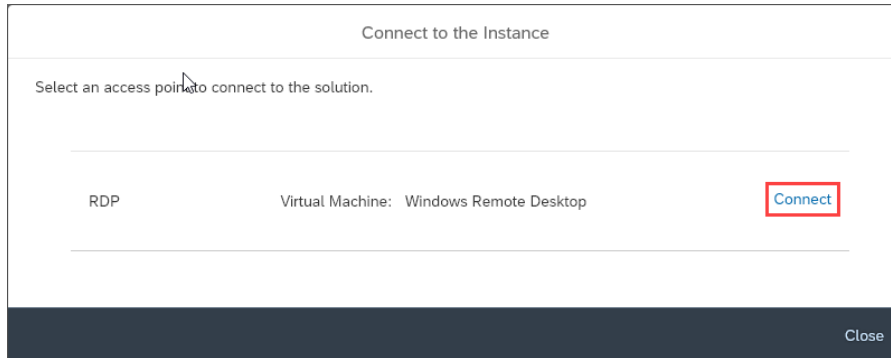 Connect to the Instance
Select an access point to connect to the solution.
RDP Virtual Machine: Windows Remote Desktop Connect
Close